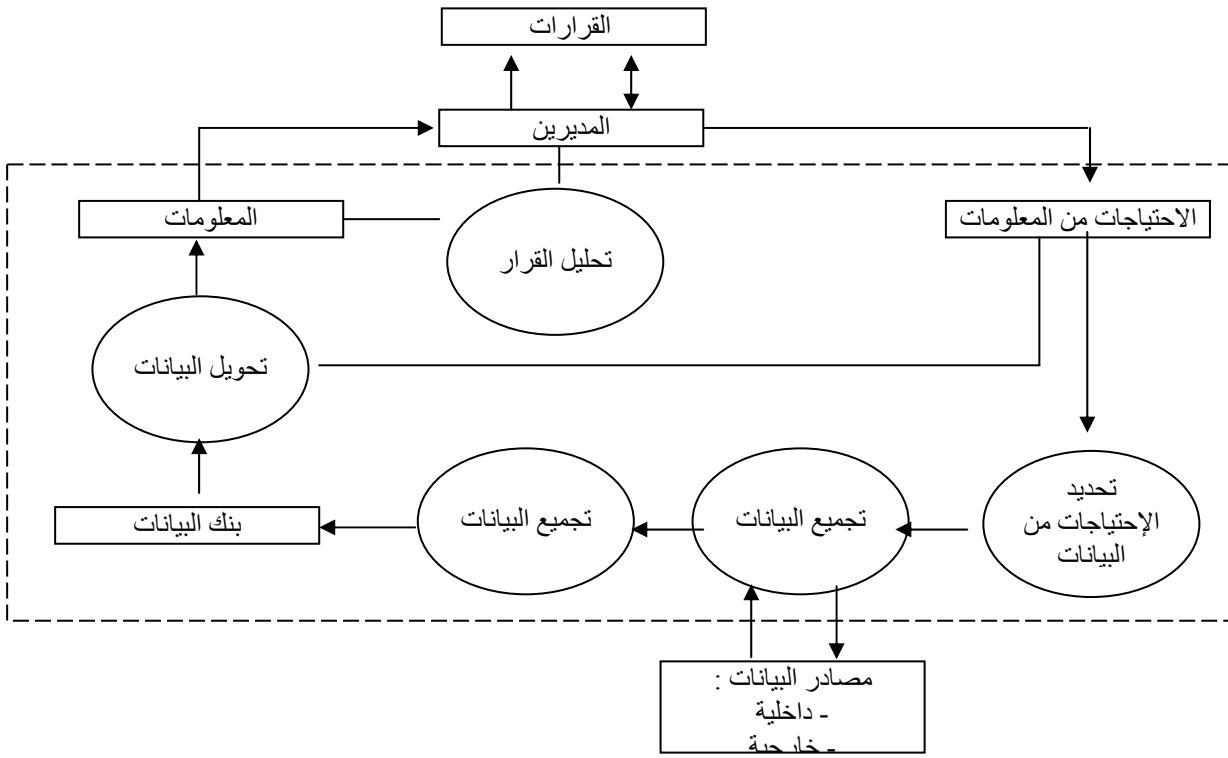 القرارات
المديرين
المعلومات
الاحتياجات من المعلومات
تحليل القرار
تحويل البيانات
تحديد
الإحتياجات من
البيانات
تجميع البيانات
تجميع البيانات
بنك البيانات
مصادر البيانات :
- داخلية
- خارجية